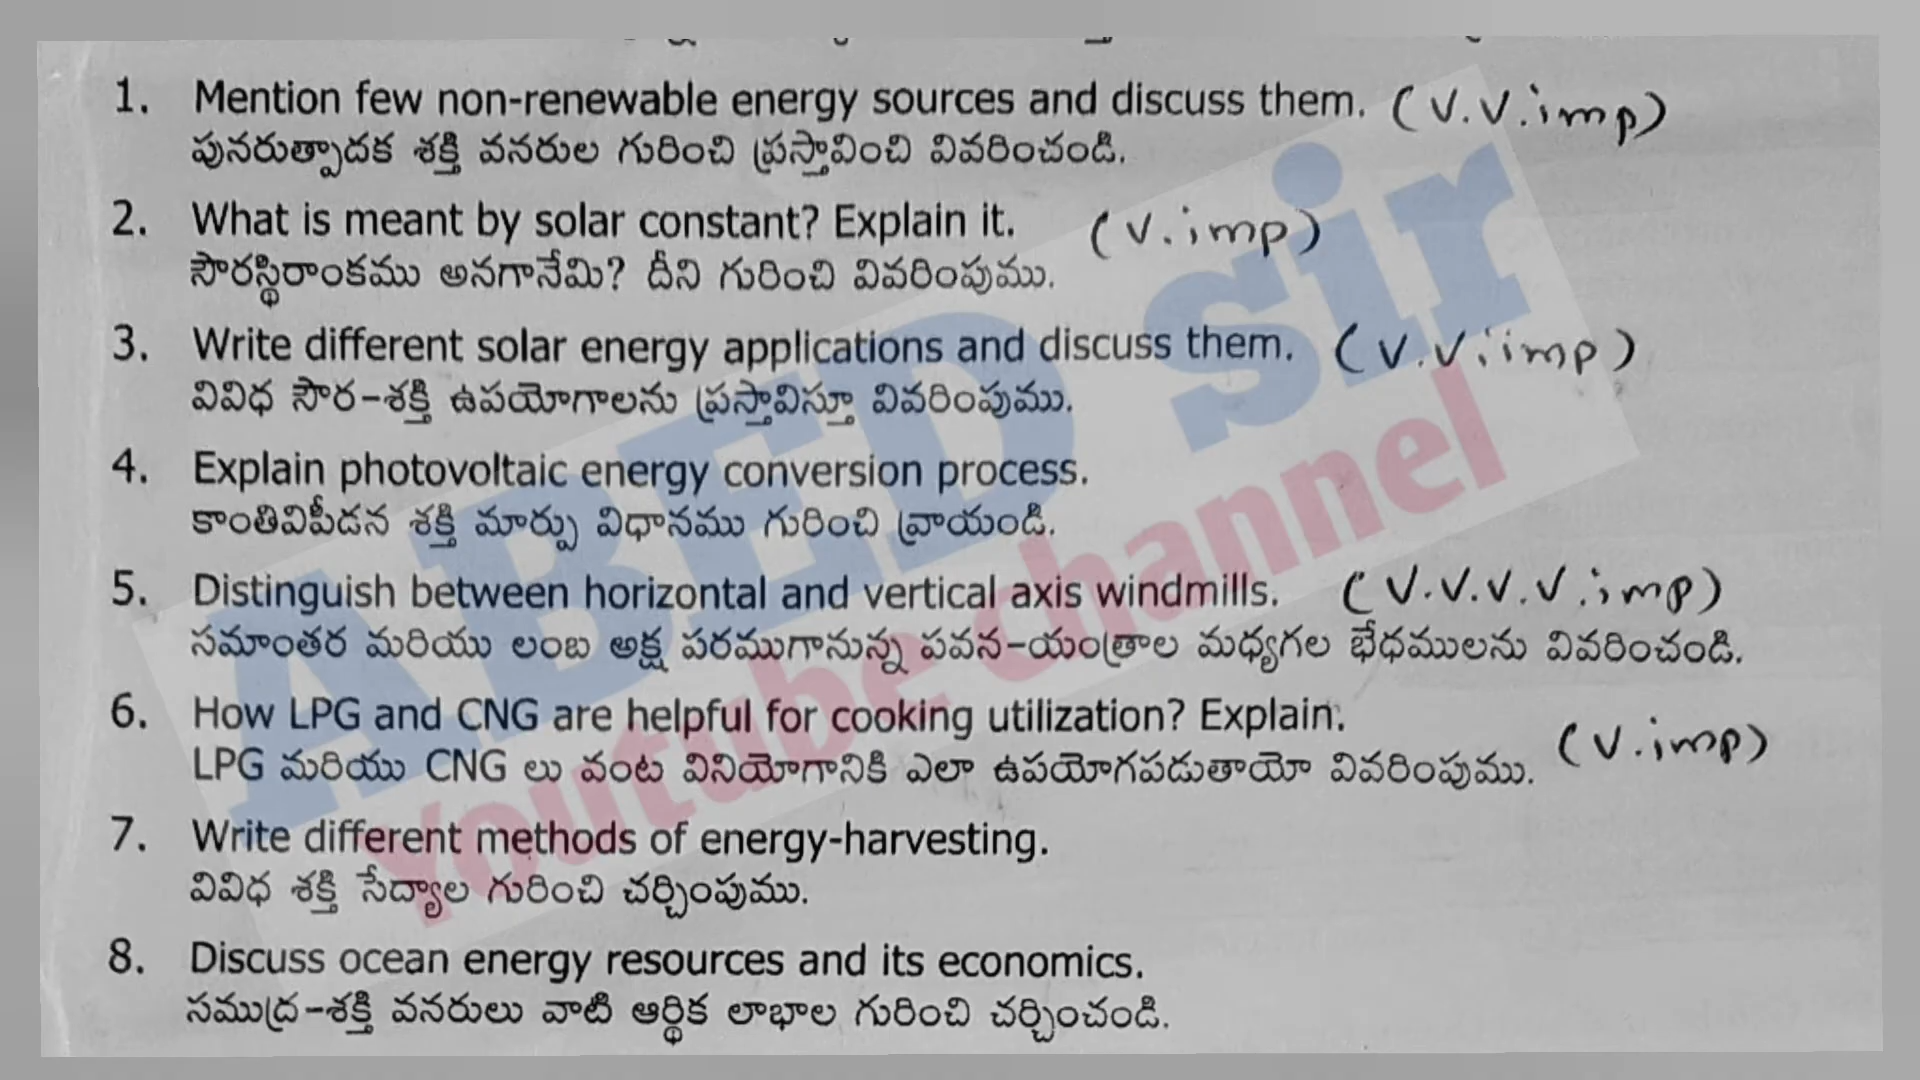 1. Mention few non-renewable energy sources and discuss them. (V.V.imp)
పునరుత్పాదక శక్తి వనరుల గురించి ప్రస్తావించి వివరించండి.
2. What is meant by solar constant? Explain it. (V.imp)
సౌరస్థిరాంకము అనగానేమి? దీని గురించి వివరింపుము.
3. Write different solar energy applications and discuss them. (V.V.imp)
వివిధ సౌర-శక్తి ఉపయోగాలను ప్రస్తావిస్తూ వివరింపుము.
4. Explain photovoltaic energy conversion process.
కాంతివిపీడన శక్తి మార్పు విధానము గురించి వ్రాయండి.
5. Distinguish between horizontal and vertical axis windmills. (V.V.V.V.imp)
సమాంతర మరియు లంబ అక్ష పరముగానున్న పవన-యంత్రాల మధ్యగల భేధములను వివరించండి.
6. How LPG and CNG are helpful for cooking utilization? Explain. (V.imp)
LPG మరియు CNG లు వంట వినియోగానికి ఎలా ఉపయోగపడుతాయో వివరింపుము.
7. Write different methods of energy-harvesting.
వివిధ శక్తి సేద్యాల గురించి చర్చింపుము.
8. Discuss ocean energy resources and its economics.
సముద్ర-శక్తి వనరులు వాటి ఆర్థిక లాభాల గురించి చర్చించండి.
ABED sir
Youtube channel